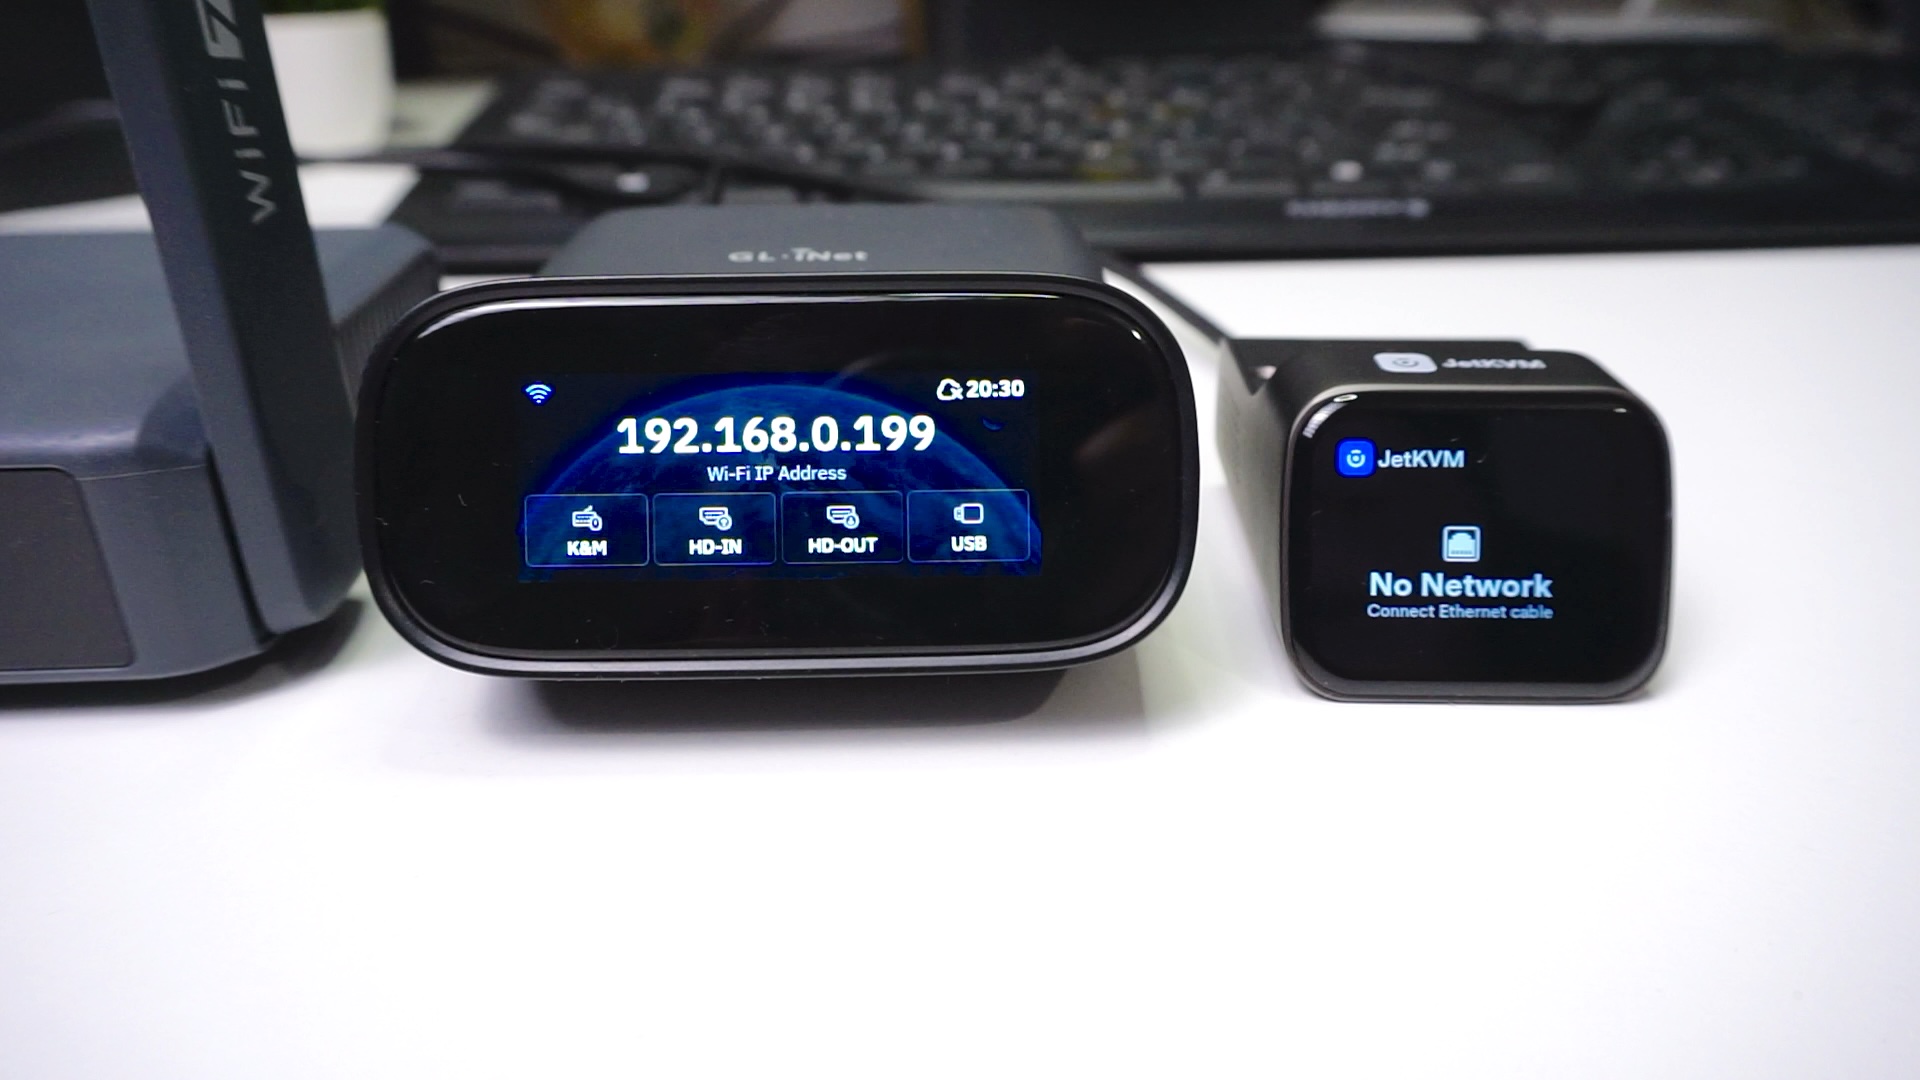 WIFI 7
GL·iNet
20:30
192.168.0.199
Wi-Fi IP Address
K&M
HD-IN
HD-OUT
USB
JetKVM
JetKVM
No Network
Connect Ethernet cable